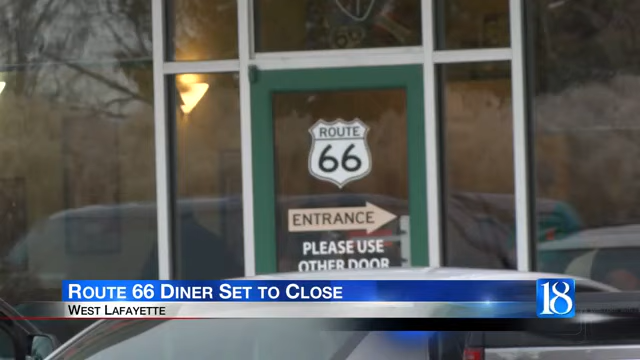 ROUTE
66
ENTRANCE
PLEASE USE
OTHER DOOR
ROUTE 66 DINER SET TO CLOSE
WEST LAFAYETTE
18